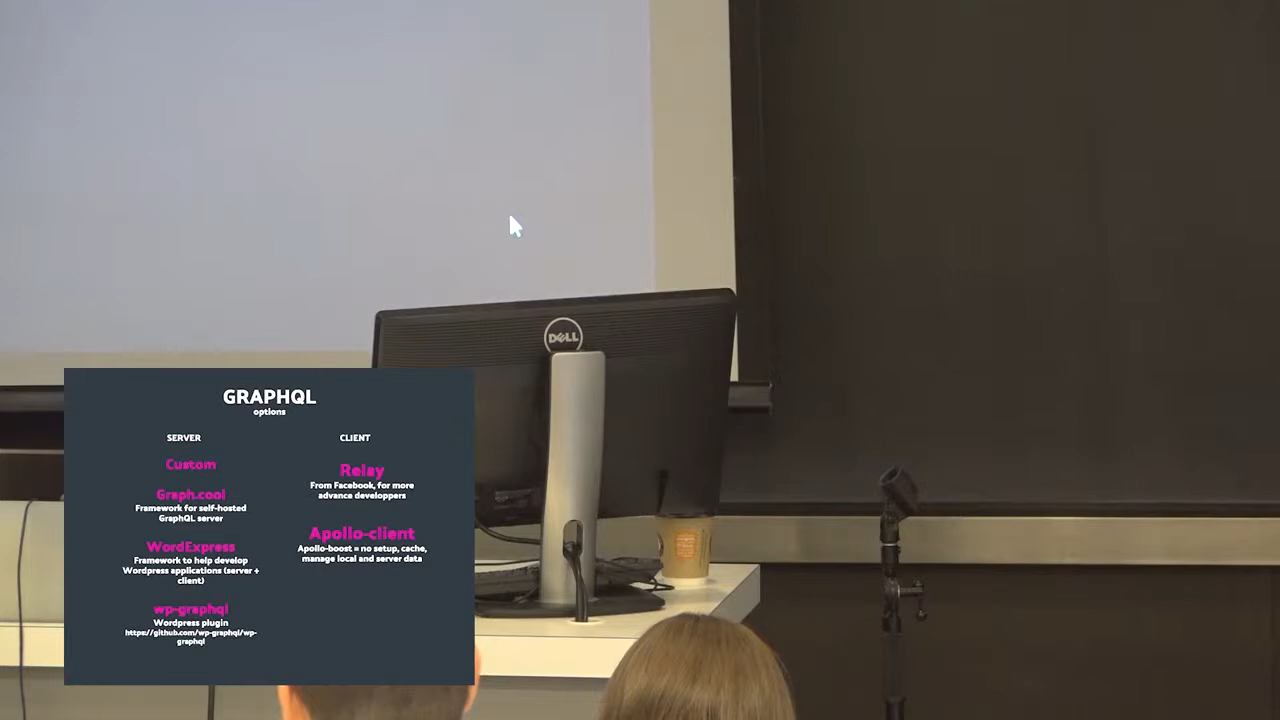 DELL
GRAPHQL
options
SERVER
Custom
Graph.cool
Framework for self-hosted
GraphQL server
WordExpress
Framework to help develop
Wordpress applications (server +
client)
wp-graphql
Wordpress plugin
https://github.com/wp-graphql/wp-
graphql
CLIENT
Relay
From Facebook, for more
advance developpers
Apollo-client
Apollo-boost = no setup, cache,
manage local and server data